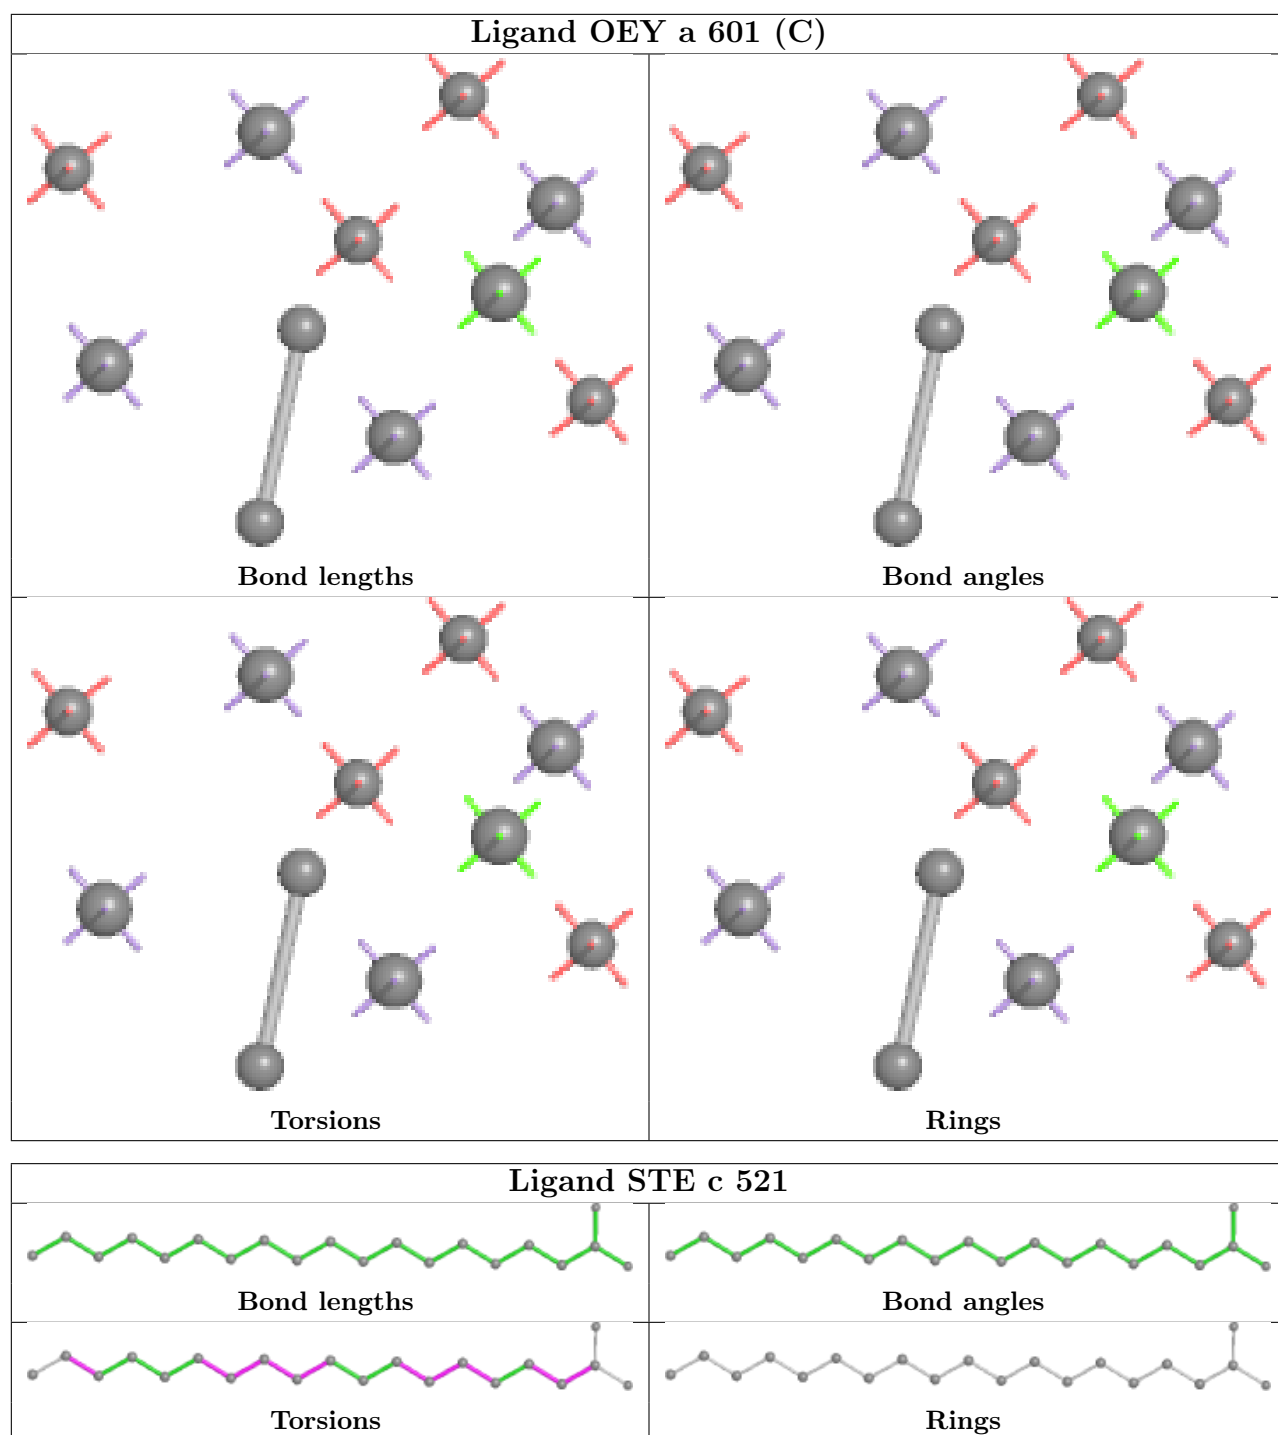 Ligand OEY a 601 (C)
Bond lengths
Bond angles
Torsions
Rings
Ligand STE c 521
Bond lengths
Bond angles
Torsions
Rings